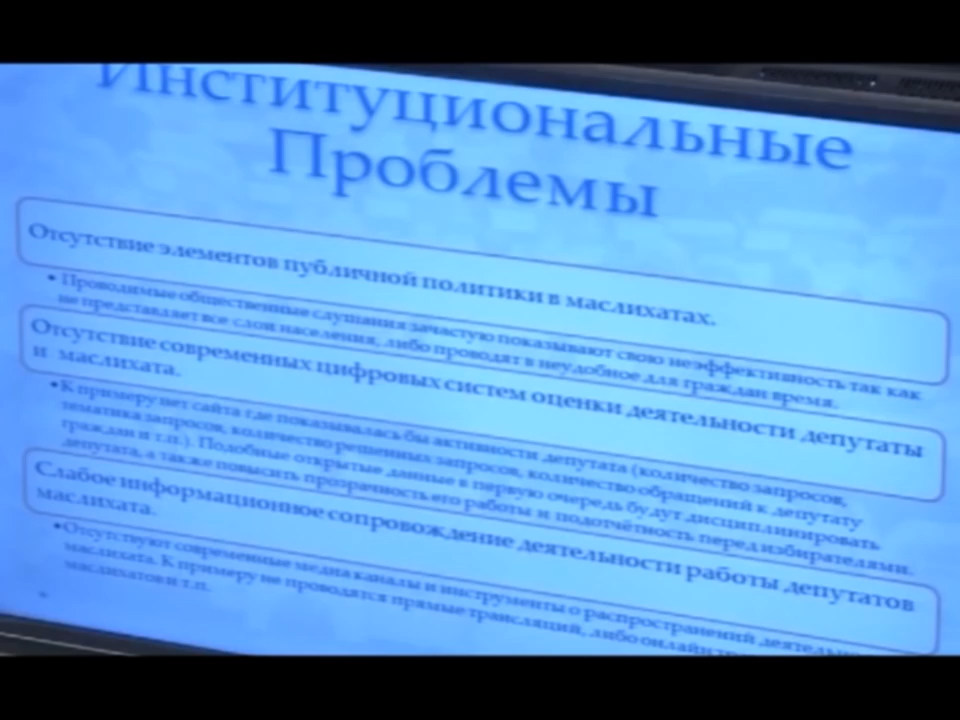 Институциональные
Проблемы
Отсутствие элементов публичной политики в маслихатах.
• Проводимые общественные слушания зачастую показывают свою неэффективность так как
не представляет все слои населения, либо проводят в неудобное для граждан время.
Отсутствие современных цифровых систем оценки деятельности депутаты
и маслихата.
• К примеру нет сайта где показывалась бы активности депутата (количество запросов,
тематика запросов, количество решенных запросов, количество обращений к депутату
граждан и т.п.). Подобные открытые данные в первую очередь будут дисциплинировать
депутата, а также повысить прозрачность его работы и подотчётность перед избирателями.
Слабое информационное сопровождение деятельности работы депутатов
маслихата.
• Отсутствуют современные медиа каналы и инструменты о распространений
маслихата. К примеру не проводятся прямые трансляций, либо онлайн
маслихатов и т.п.